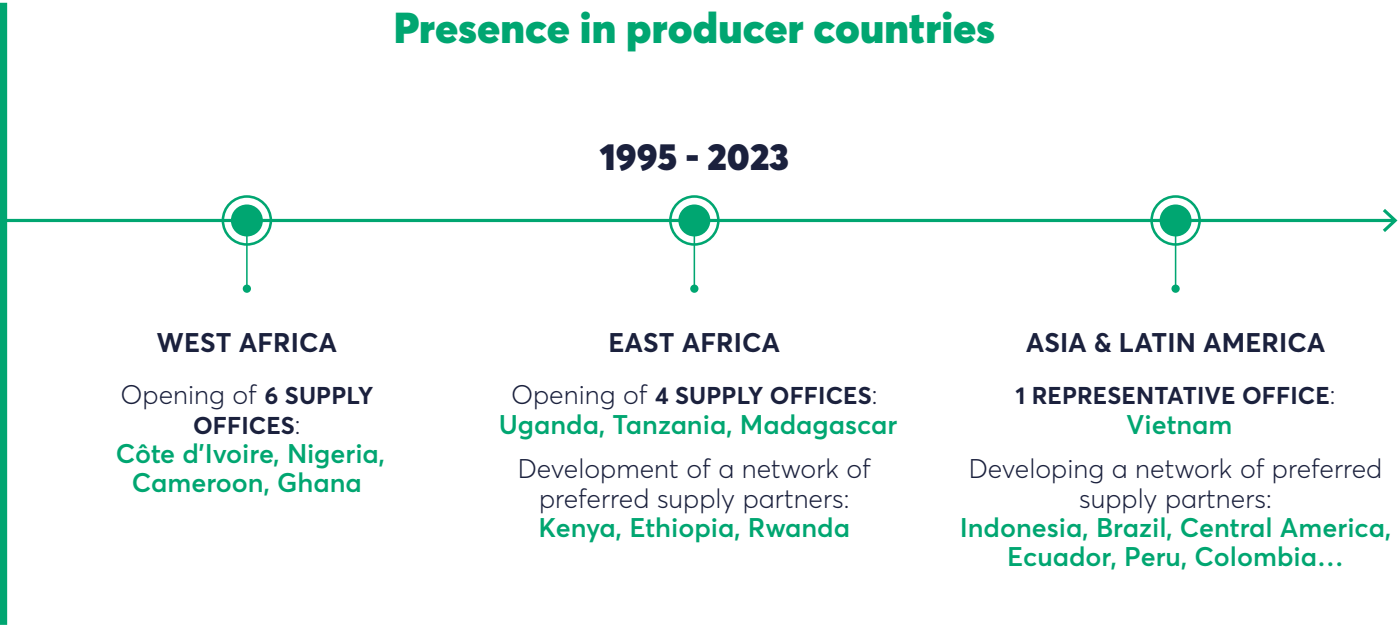 Presence in producer countries
1995 - 2023
WEST AFRICA
Opening of 6 SUPPLY
OFFICES:
Côte d'Ivoire, Nigeria,
Cameroon, Ghana
EAST AFRICA
Opening of 4 SUPPLY OFFICES:
Uganda, Tanzania, Madagascar
Development of a network of
preferred supply partners:
Kenya, Ethiopia, Rwanda
ASIA & LATIN AMERICA
1 REPRESENTATIVE OFFICE:
Vietnam
Developing a network of preferred
supply partners:
Indonesia, Brazil, Central America,
Ecuador, Peru, Colombia...